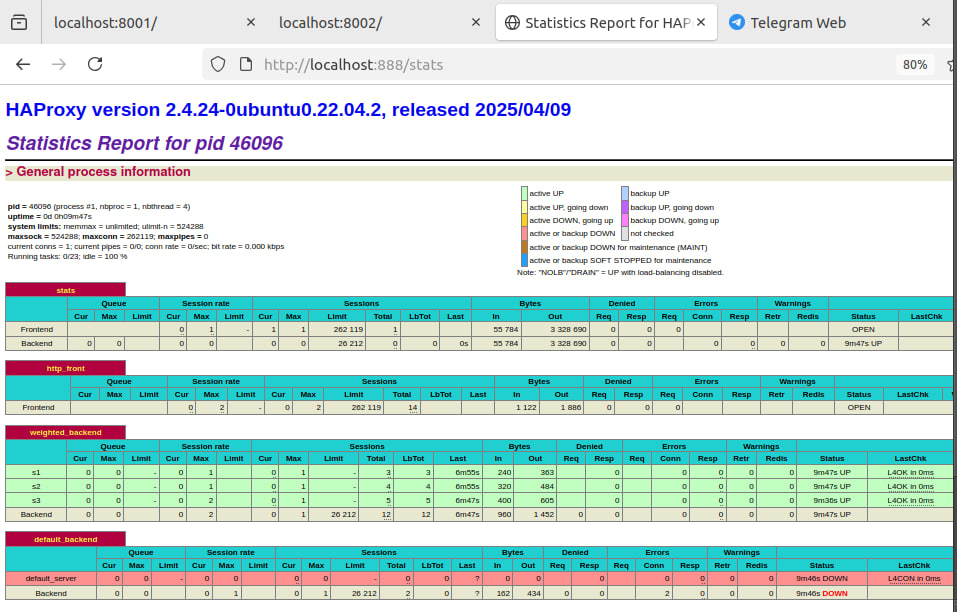 localhost:8001/ × localhost:8002/ × Statistics Report for HAP × Telegram Web ×
http://localhost:888/stats 80%
HAProxy version 2.4.24-0ubuntu0.22.04.2, released 2025/04/09
Statistics Report for pid 46096
> General process information
pid = 46096 (process #1, nbproc = 1, nbthread = 4)
uptime = 0d 0h09m47s
system limits: memmax = unlimited; ulimit-n = 524288
maxsock = 524288; maxconn = 262119; maxpipes = 0
current conns = 1; current pipes = 0/0; conn rate = 0/sec; bit rate = 0.000 kbps
Running tasks: 0/23; idle = 100 %
active UP backup UP
active UP, going down backup UP, going down
active DOWN, going up backup DOWN, going up
active or backup DOWN not checked
active or backup DOWN for maintenance (MAINT)
active or backup SOFT STOPPED for maintenance
Note: "NOLB"/"DRAIN" = UP with load-balancing disabled.
stats
Queue Session rate Sessions Bytes Denied Errors Warnings
Cur Max Limit Cur Max Limit Cur Max Limit Total LbTot Last In Out Req Resp Req Conn Resp Retr Redis Status LastChk
Frontend 0 1 - 1 1 262 119 1 55 784 3 328 690 0 0 0 OPEN
Backend 0 0 0 0 0 0 26 212 0 0 0s 55 784 3 328 690 0 0 0 0 0 0 9m47s UP
http_front
Queue Session rate Sessions Bytes Denied Errors Warnings
Cur Max Limit Cur Max Limit Cur Max Limit Total LbTot Last In Out Req Resp Req Conn Resp Retr Redis Status LastChk
Frontend 0 2 - 0 2 262 119 14 1 122 1 886 0 0 0 OPEN
weighted_backend
Queue Session rate Sessions Bytes Denied Errors Warnings
Cur Max Limit Cur Max Limit Cur Max Limit Total LbTot Last In Out Req Resp Req Conn Resp Retr Redis Status LastChk
s1 0 0 - 0 1 0 1 - 3 3 6m55s 240 363 0 0 0 0 0 9m47s UP L4OK in 0ms
s2 0 0 - 0 1 0 1 - 4 4 6m55s 320 484 0 0 0 0 0 9m47s UP L4OK in 0ms
s3 0 0 - 0 2 0 1 - 5 5 6m47s 400 605 0 0 0 0 0 9m36s UP L4OK in 0ms
Backend 0 0 0 2 0 1 26 212 12 12 6m47s 960 1 452 0 0 0 0 0 0 9m47s UP
default_backend
Queue Session rate Sessions Bytes Denied Errors Warnings
Cur Max Limit Cur Max Limit Cur Max Limit Total LbTot Last In Out Req Resp Req Conn Resp Retr Redis Status LastChk
default_server 0 0 - 0 0 0 0 - 0 0 ? 0 0 0 0 0 0 0 9m46s DOWN L4CON in 0ms
Backend 0 0 0 1 0 1 26 212 2 0 ? 162 434 0 0 2 0 0 0 9m46s DOWN